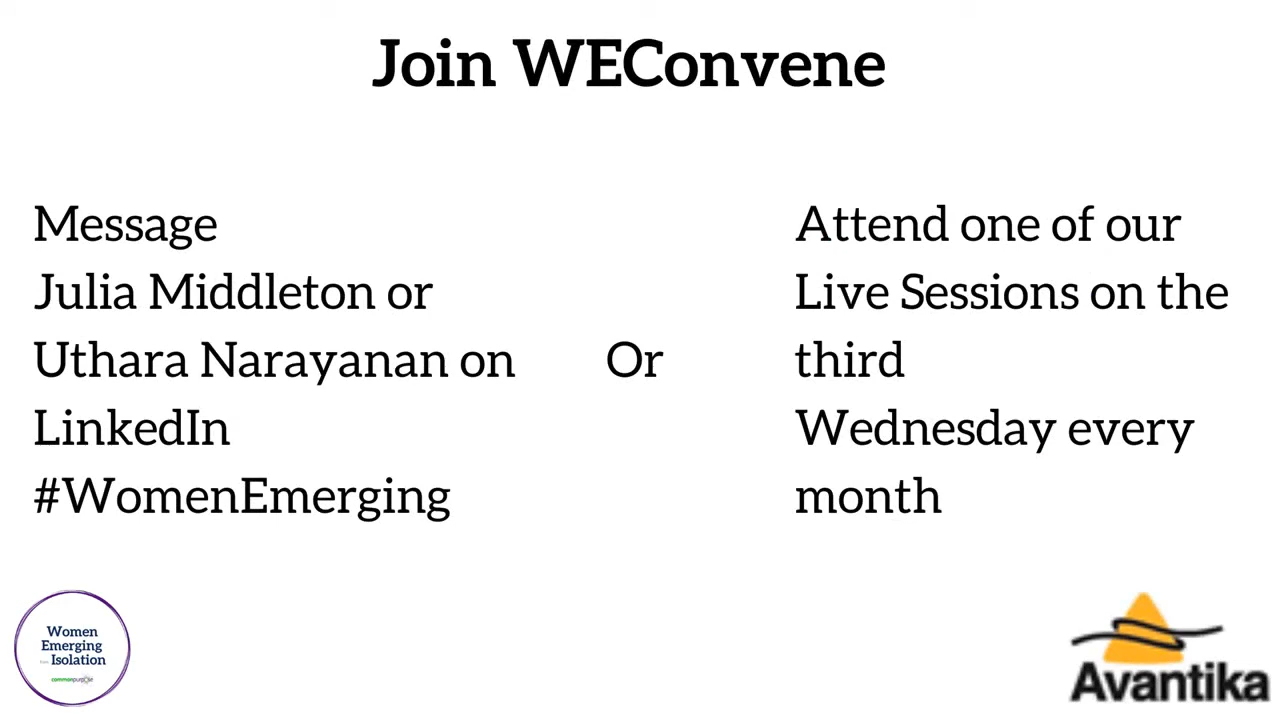 Join WEConvene
Message
Julia Middleton or
Uthara Narayanan on
LinkedIn
#WomenEmerging
Or
Attend one of our
Live Sessions on the
third
Wednesday every
month
Women
Emerging
Isolation
commonpurpose
Avantika